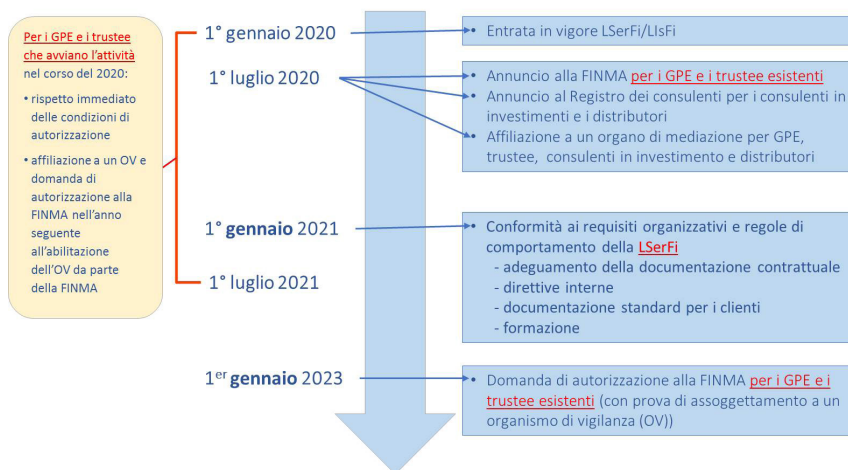 Per i GPE e i trustee
che avviano l'attività
nel corso del 2020:
• rispetto immediato
delle condizioni di
autorizzazione
• affiliazione a un OV e
domanda di
autorizzazione alla
FINMA nell'anno
seguente
all'abilitazione
dell'OV da parte
della FINMA
1° gennaio 2020
• Entrata in vigore LSerFi/LIsFi
1° luglio 2020
• Annuncio alla FINMA per i GPE e i trustee esistenti
• Annuncio al Registro dei consulenti per i consulenti in
investimenti e i distributori
• Affiliazione a un organo di mediazione per GPE,
trustee, consulenti in investimento e distributori
1° gennaio 2021
• Conformità ai requisiti organizzativi e regole di
comportamento della LSerFi
- adeguamento della documentazione contrattuale
- direttive interne
- documentazione standard per i clienti
- formazione
1° luglio 2021
1er gennaio 2023
• Domanda di autorizzazione alla FINMA per i GPE e i
trustee esistenti (con prova di assoggettamento a un
organismo di vigilanza (OV))